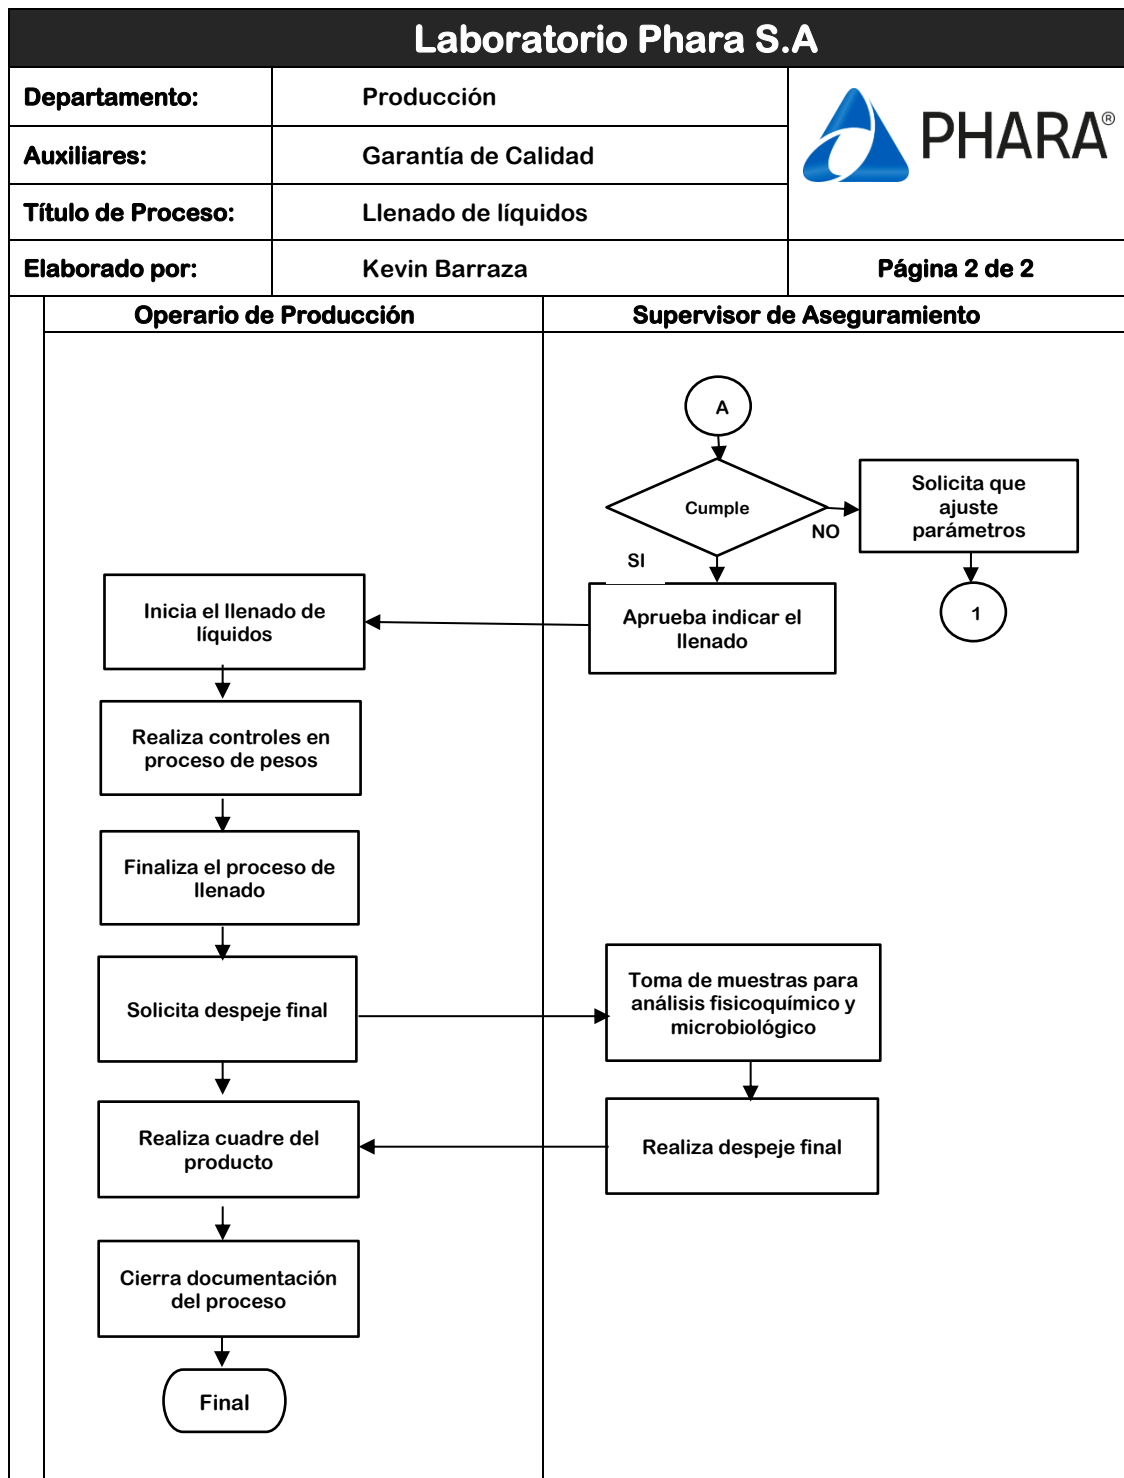 Laboratorio Phara S.A
Departamento:
Producción
PHARA®
Auxiliares:
Garantía de Calidad
Título de Proceso:
Llenado de líquidos
Elaborado por:
Kevin Barraza
Página 2 de 2
Operario de Producción
Supervisor de Aseguramiento
A
Cumple
NO
Solicita que
ajuste
parámetros
SI
1
Inicia el llenado de
líquidos
Aprueba indicar el
llenado
Realiza controles en
proceso de pesos
Finaliza el proceso de
llenado
Solicita despeje final
Toma de muestras para
análisis fisicoquímico y
microbiológico
Realiza cuadre del
producto
Realiza despeje final
Cierra documentación
del proceso
Final